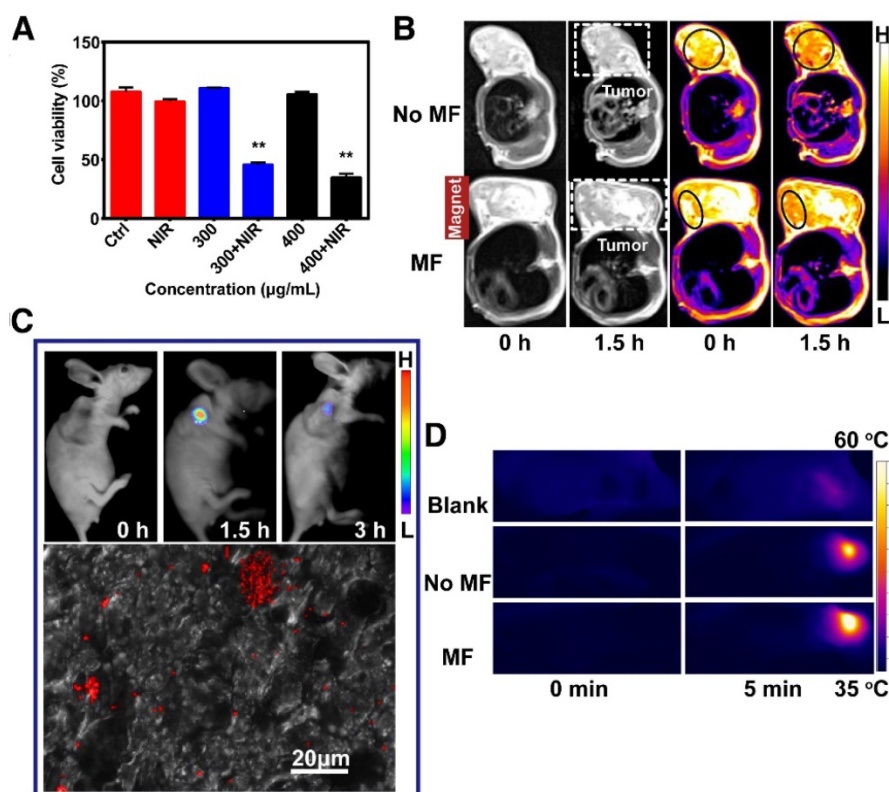 A
150
100
50
0
Cell viability (%)
**
**
Ctrl
NIR
300
300+NIR
400
400+NIR
Concentration (μg/mL)
B
H
No MF
Tumor
Magnet
MF
Tumor
L
0 h
1.5 h
0 h
1.5 h
C
H
L
0 h
1.5 h
3 h
20μm
D
60 °C
Blank
No MF
MF
0 min
5 min
35 °C